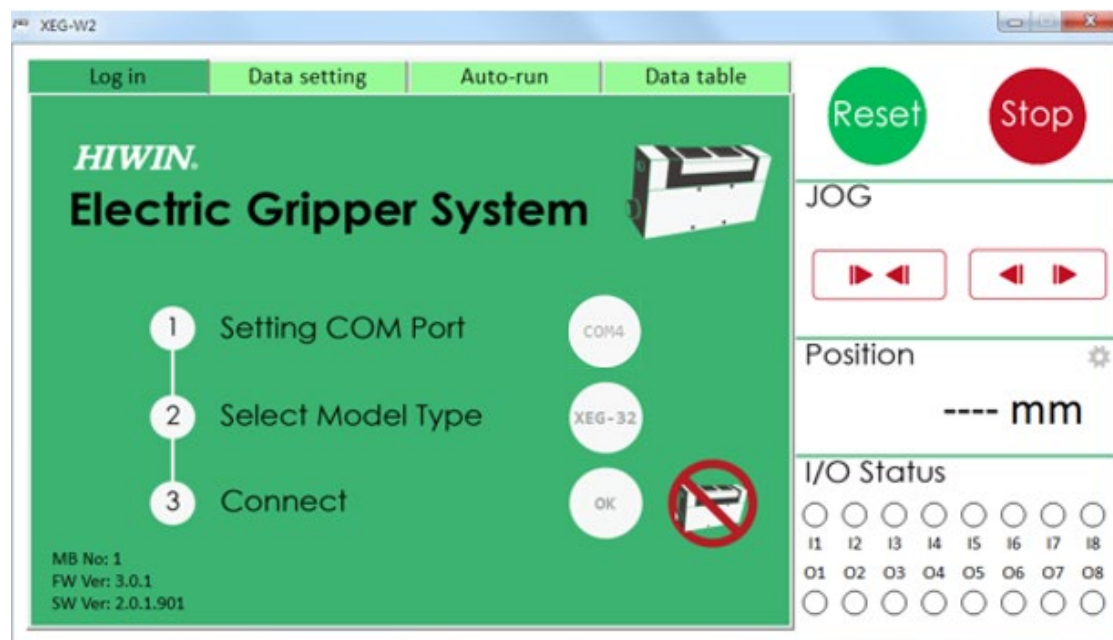 XEG-W2
Log in
Data setting
Auto-run
Data table
HIWIN.
Electric Gripper System
1 Setting COM Port COM4
2 Select Model Type XEG-32
3 Connect OK
MB No: 1
FW Ver: 3.0.1
SW Ver: 2.0.1.901
Reset
Stop
JOG
Position
---- mm
I/O Status
I1 I2 I3 I4 I5 I6 I7 I8
O1 O2 O3 O4 O5 O6 O7 O8